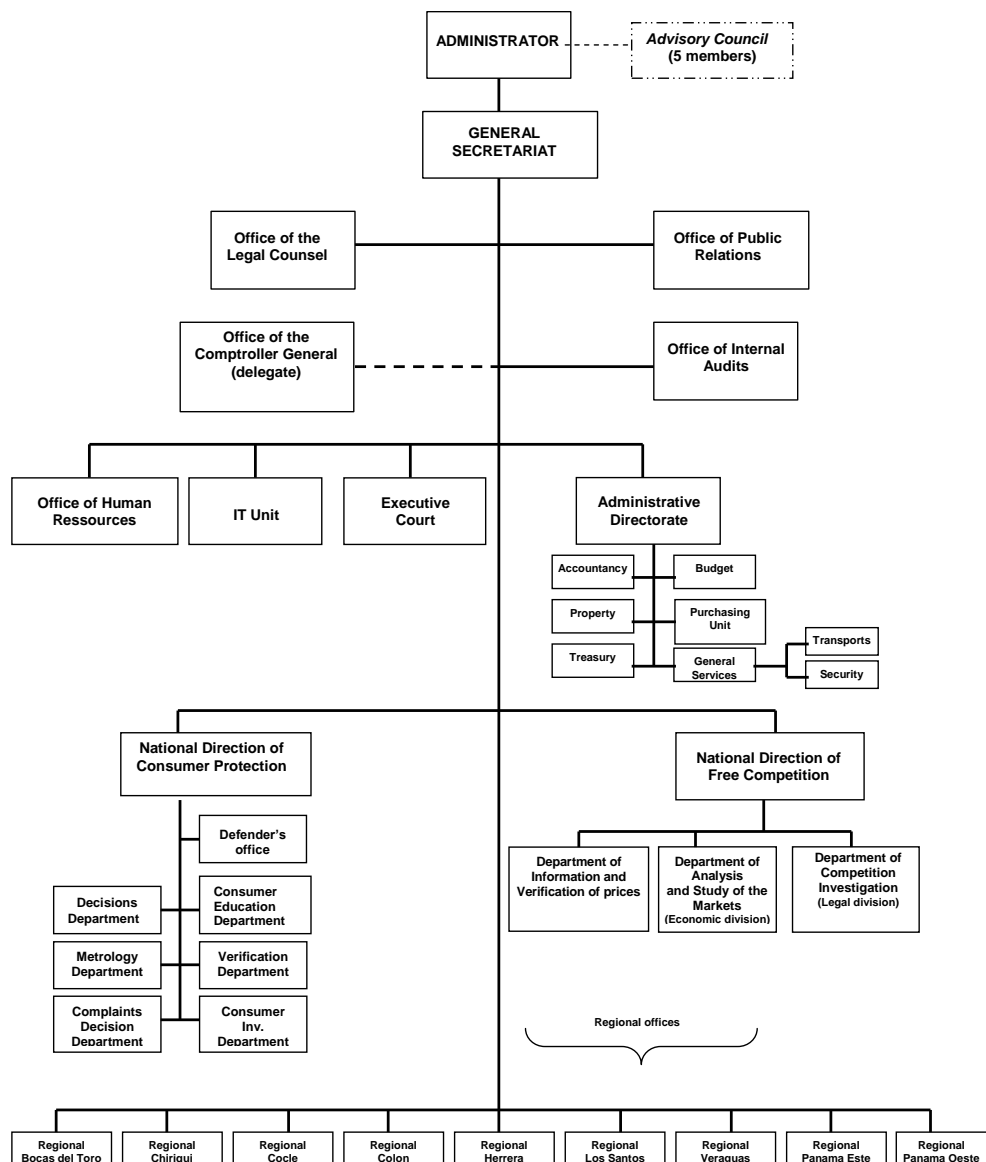 ADMINISTRATOR
Advisory Council
(5 members)
GENERAL
SECRETARIAT
Office of the
Legal Counsel
Office of Public
Relations
Office of the
Comptroller General
(delegate)
Office of Internal
Audits
Office of Human
Ressources
IT Unit
Executive
Court
Administrative
Directorate
Accountancy
Budget
Property
Purchasing
Unit
Treasury
General
Services
Transports
Security
National Direction of
Consumer Protection
National Direction of
Free Competition
Defender’s
office
Decisions
Department
Consumer
Education
Department
Metrology
Department
Verification
Department
Complaints
Decision
Department
Consumer
Inv.
Department
Department of
Information and
Verification of prices
Department of
Analysis
and Study of the
Markets
(Economic division)
Department of
Competition
Investigation
(Legal division)
Regional offices
Regional
Bocas del Toro
Regional
Chiriqui
Regional
Cocle
Regional
Colon
Regional
Herrera
Regional
Los Santos
Regional
Veraguas
Regional
Panama Este
Regional
Panama Oeste